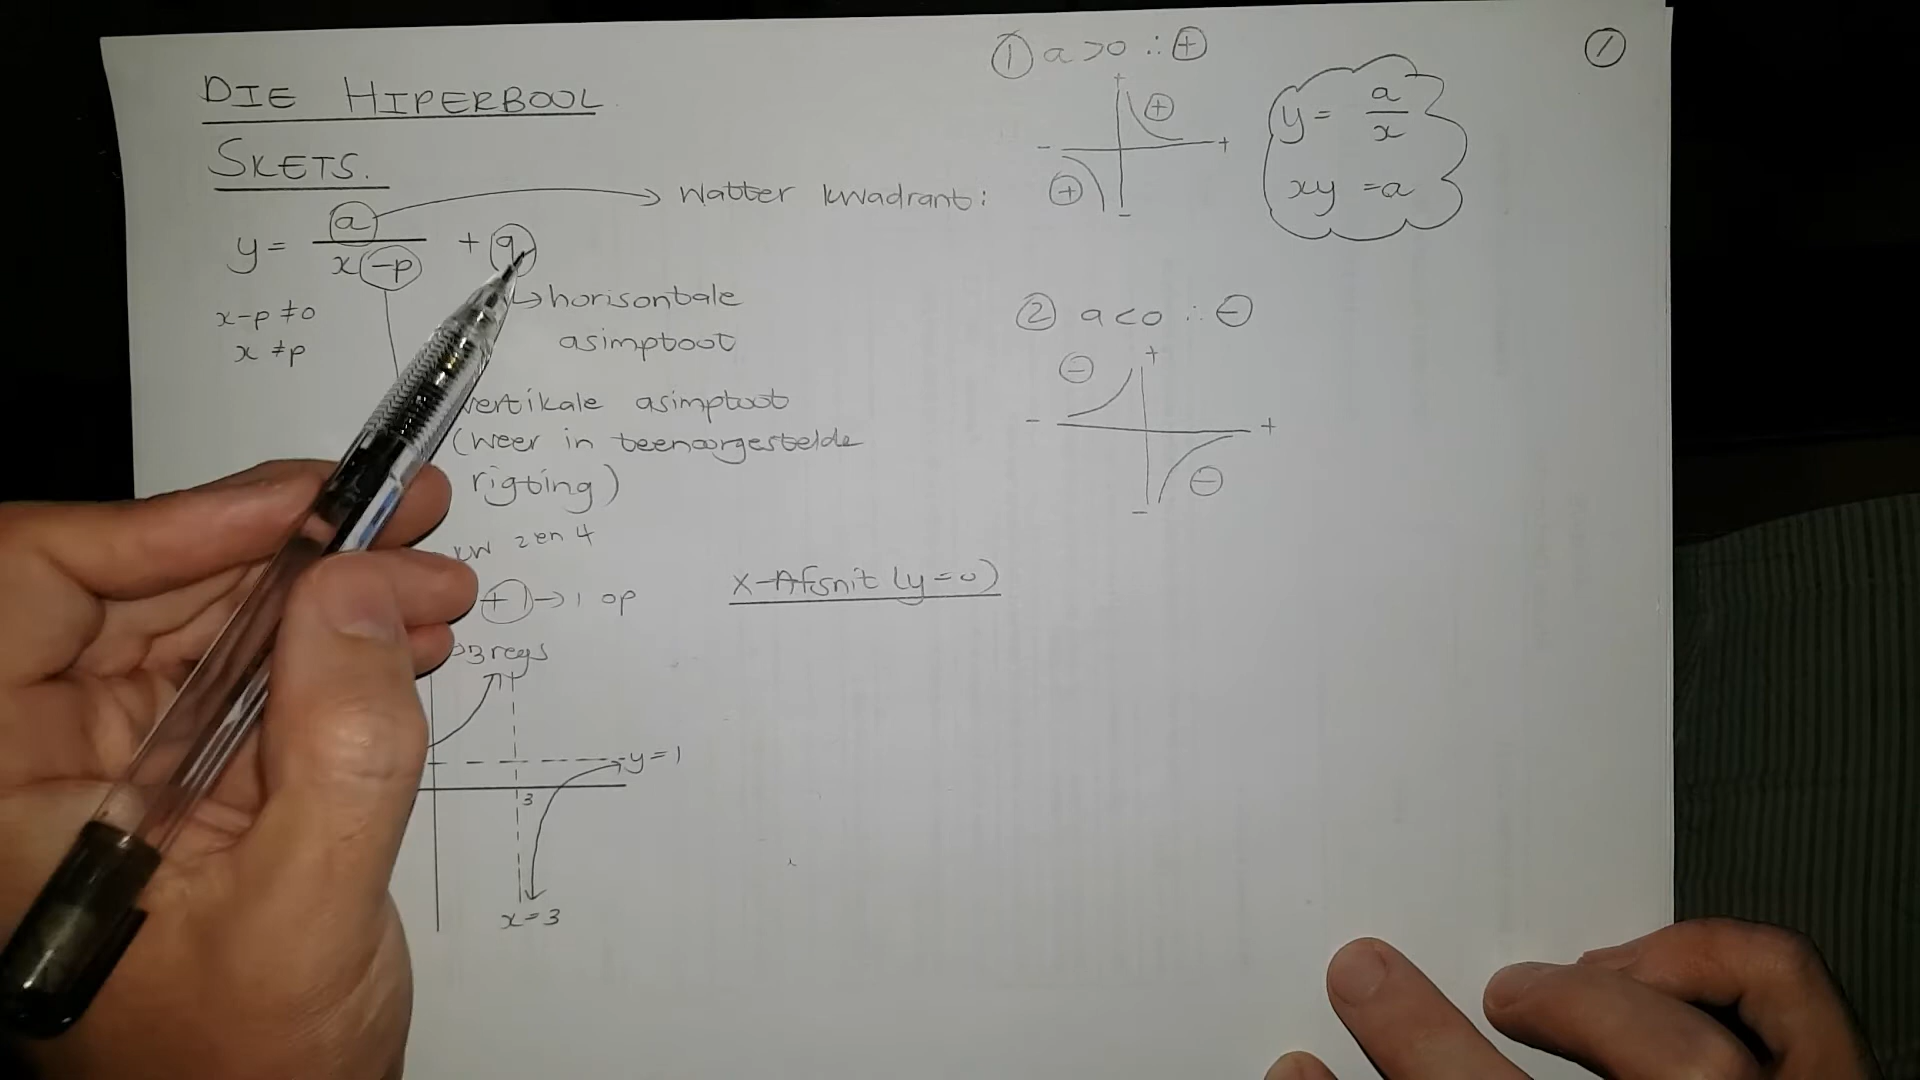 DIE HIPERBOOL
SKETS.
y = a / x - p + q
x-p ≠ 0
x ≠ p
→ Watter kwadrant:
↳ horisontale
asimptoot
vertikale asimptoot
(weer in teenoorgestelde
rigting)
kw 2 en 4
+1 → 1 op
3 regs
y = 1
3
x = 3
① a > 0 ∴ ⊕
+
⊕
- +
⊕
-
② a < 0 ∴ ⊖
⊖ +
- +
⊖
-
y = a / x
xy = a
1
X-Afsnit (y = 0)